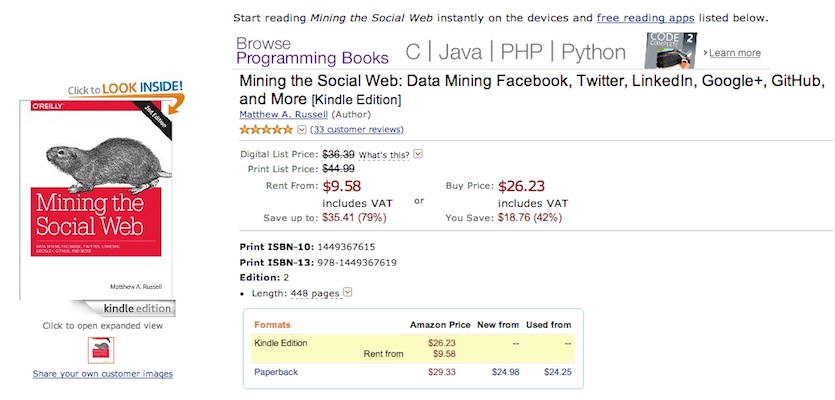 Start reading Mining the Social Web instantly on the devices and free reading apps listed below.
Browse
Programming Books C | Java | PHP | Python
CODE
COMPLETE 2
› Learn more
Click to LOOK INSIDE!
O'REILLY®
2nd Edition
Mining the
Social Web
DATA MINING FACEBOOK, TWITTER, LINKEDIN,
GOOGLE+, GITHUB, AND MORE
Matthew A. Russell
kindle edition
Click to open expanded view
Share your own customer images
Mining the Social Web: Data Mining Facebook, Twitter, LinkedIn, Google+, GitHub,
and More [Kindle Edition]
Matthew A. Russell (Author)
(33 customer reviews)
Digital List Price: $36.39 What's this?
Print List Price: $44.99
Rent From: $9.58
includes VAT
Save up to: $35.41 (79%)
or
Buy Price: $26.23
includes VAT
You Save: $18.76 (42%)
Print ISBN-10: 1449367615
Print ISBN-13: 978-1449367619
Edition: 2
• Length: 448 pages
Formats Amazon Price New from Used from
Kindle Edition $26.23 -- --
Rent from $9.58
Paperback $29.33 $24.98 $24.25